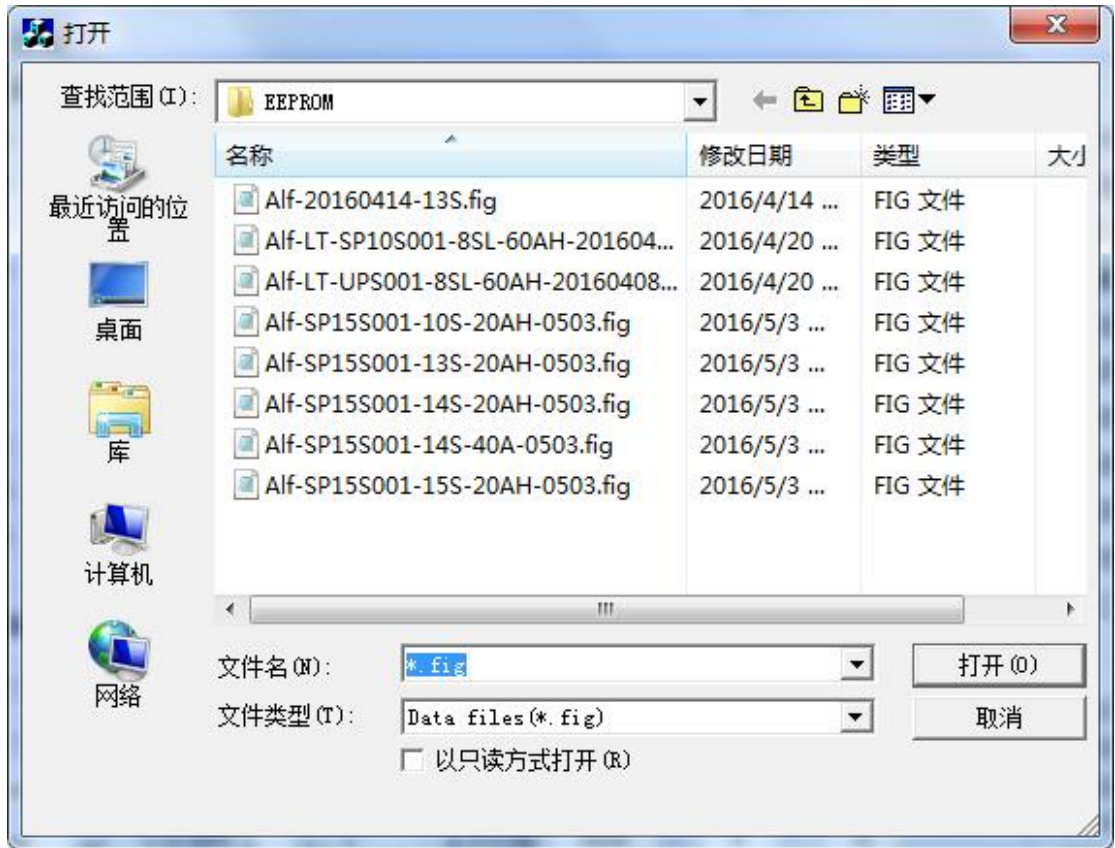 打开
查找范围(I):
EEPROM
名称 修改日期 类型 大小
Alf-20160414-13S.fig 2016/4/14 ... FIG 文件
Alf-LT-SP10S001-8SL-60AH-201604... 2016/4/20 ... FIG 文件
Alf-LT-UPS001-8SL-60AH-20160408... 2016/4/20 ... FIG 文件
Alf-SP15S001-10S-20AH-0503.fig 2016/5/3 ... FIG 文件
Alf-SP15S001-13S-20AH-0503.fig 2016/5/3 ... FIG 文件
Alf-SP15S001-14S-20AH-0503.fig 2016/5/3 ... FIG 文件
Alf-SP15S001-14S-40A-0503.fig 2016/5/3 ... FIG 文件
Alf-SP15S001-15S-20AH-0503.fig 2016/5/3 ... FIG 文件
最近访问的位
置
桌面
库
计算机
网络
文件名(N): *.fig 打开(O)
文件类型(T): Data files(*.fig) 取消
以只读方式打开(R)